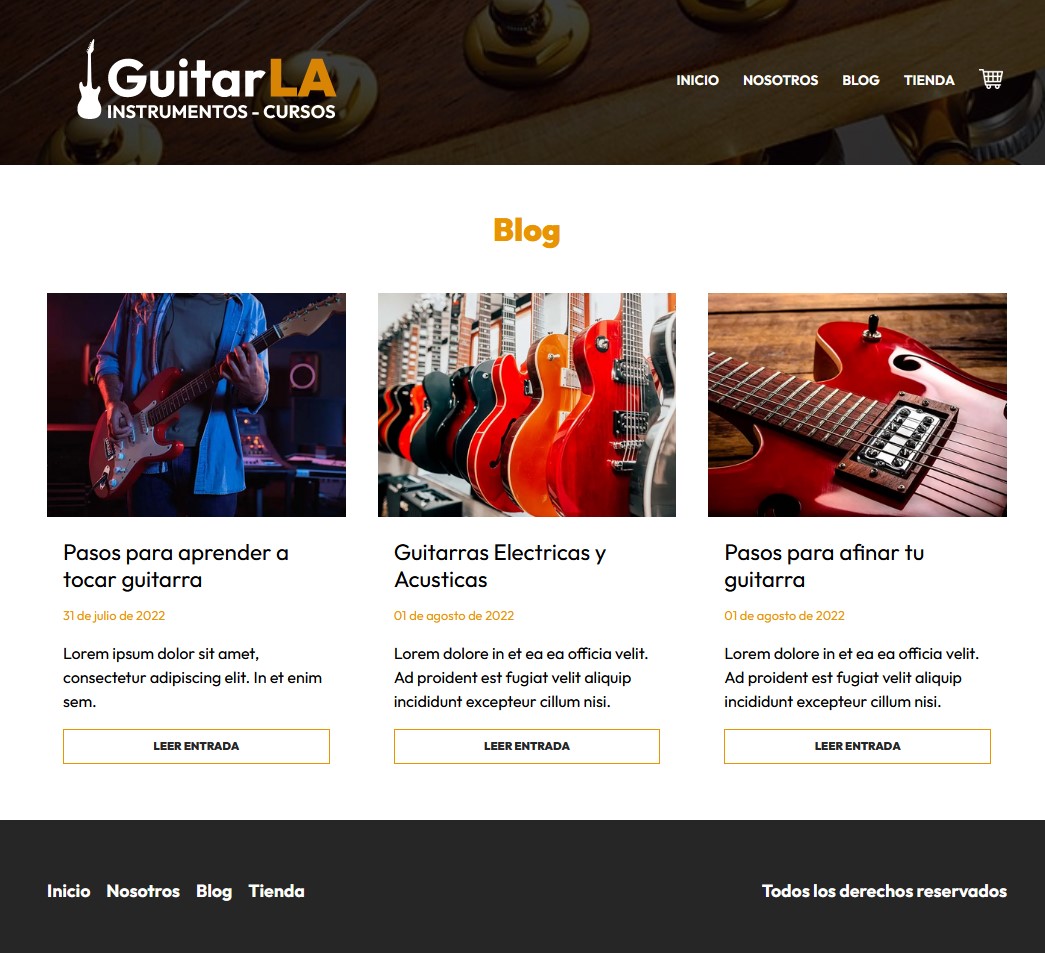 GuitarLA
INSTRUMENTOS - CURSOS
INICIO NOSOTROS BLOG TIENDA
Blog
Pasos para aprender a
tocar guitarra
31 de julio de 2022
Lorem ipsum dolor sit amet,
consectetur adipiscing elit. In et enim
sem.
LEER ENTRADA
Guitarras Electricas y
Acusticas
01 de agosto de 2022
Lorem dolore in et ea ea officia velit.
Ad proident est fugiat velit aliquip
incididunt excepteur cillum nisi.
LEER ENTRADA
Pasos para afinar tu
guitarra
01 de agosto de 2022
Lorem dolore in et ea ea officia velit.
Ad proident est fugiat velit aliquip
incididunt excepteur cillum nisi.
LEER ENTRADA
Inicio Nosotros Blog Tienda
Todos los derechos reservados